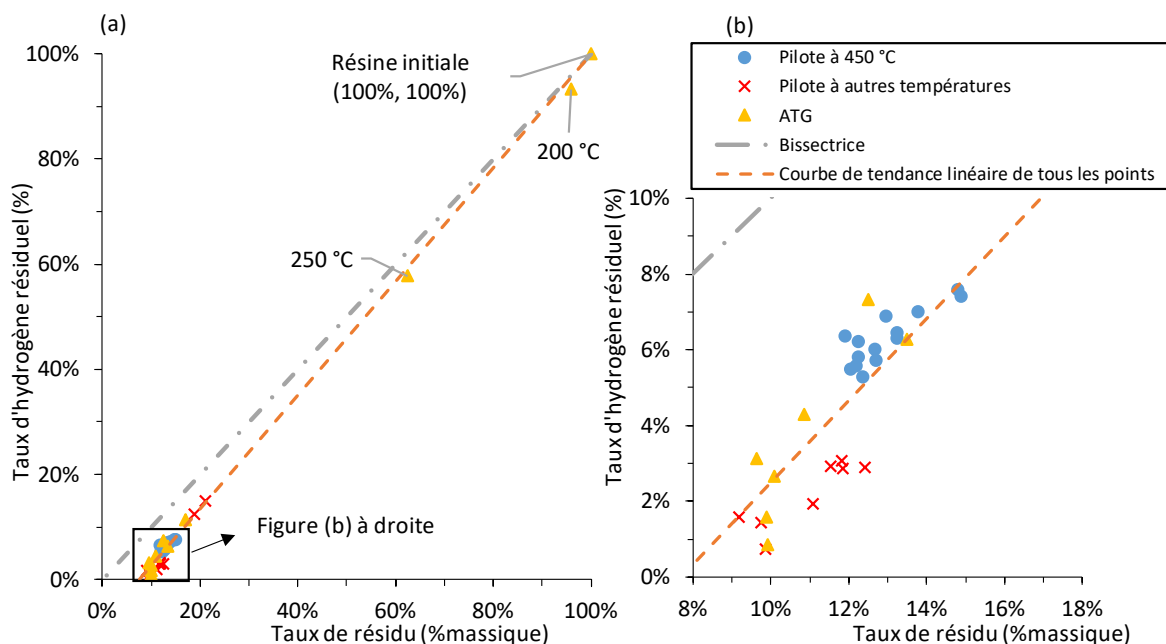 (a)
100%
80%
60%
40%
20%
0%
Taux d'hydrogène résiduel (%)
Résine initiale
(100%, 100%)
200 °C
250 °C
Figure (b) à droite
0%
20%
40%
60%
80%
100%
Taux de résidu (%massique)
(b)
Pilote à 450 °C
Pilote à autres températures
ATG
Bissectrice
Courbe de tendance linéaire de tous les points
10%
8%
6%
4%
2%
0%
Taux d'hydrogène résiduel (%)
8%
10%
12%
14%
16%
18%
Taux de résidu (%massique)